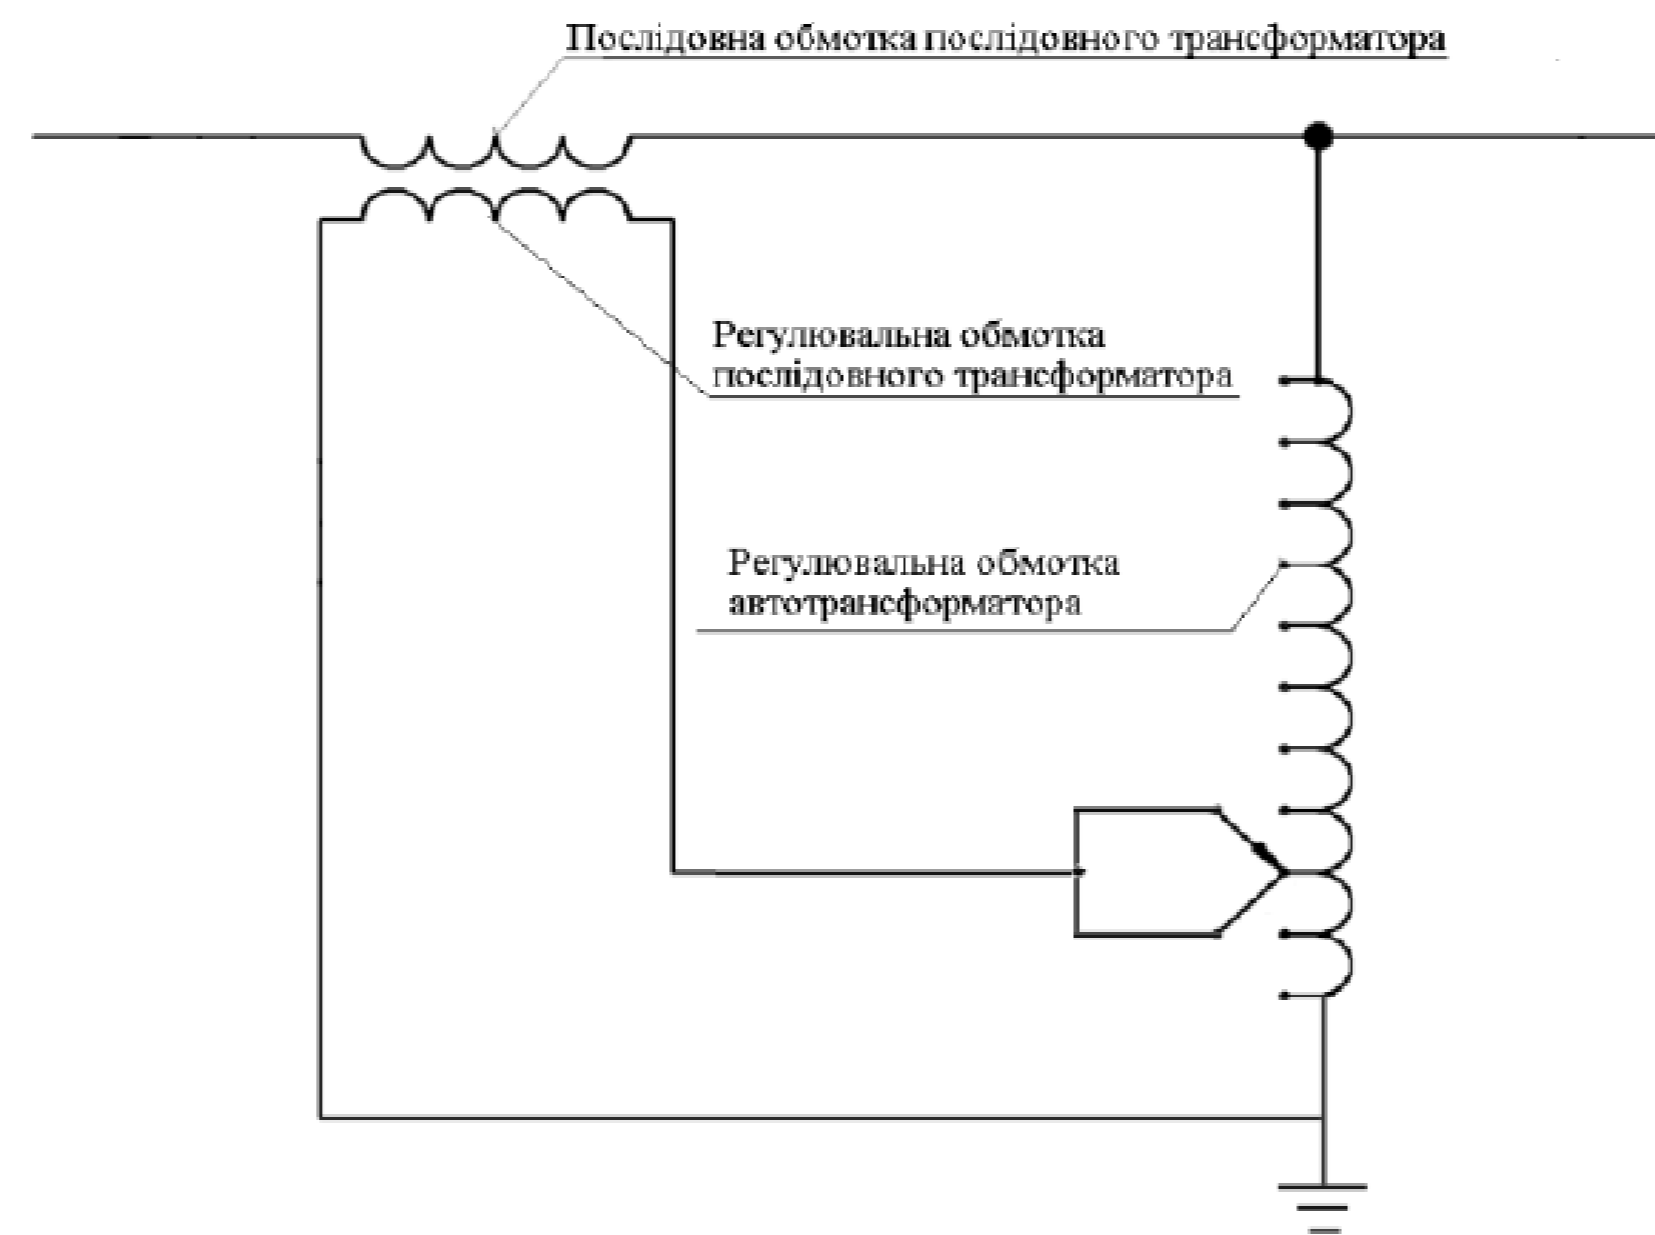 Послідовна обмотка послідовного трансформатора
Регулювальна обмотка
послідовного трансформатора
Регулювальна обмотка
автотрансформатора